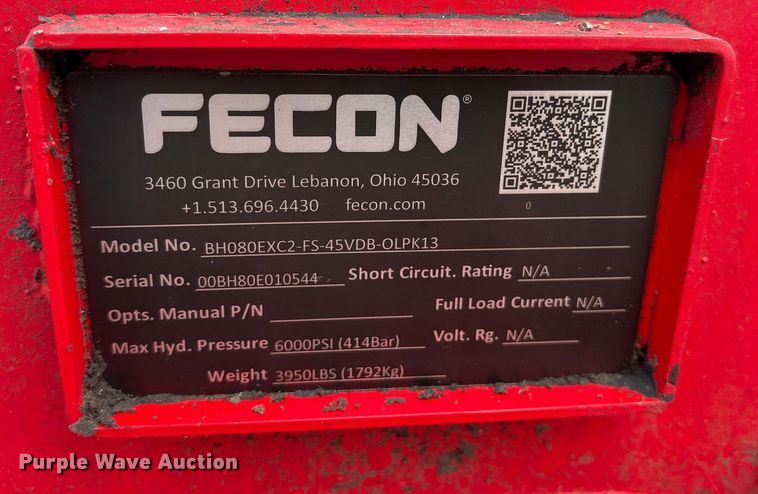 FECON®
3460 Grant Drive Lebanon, Ohio 45036
+1.513.696.4430 fecon.com
0
Model No. BH080EXC2-FS-45VDB-OLPK13
Serial No. 00BH80E010544 Short Circuit. Rating N/A
Opts. Manual P/N Full Load Current N/A
Max Hyd. Pressure 6000PSI (414Bar) Volt. Rg. N/A
Weight 3950LBS (1792Kg)
Purple Wave Auction